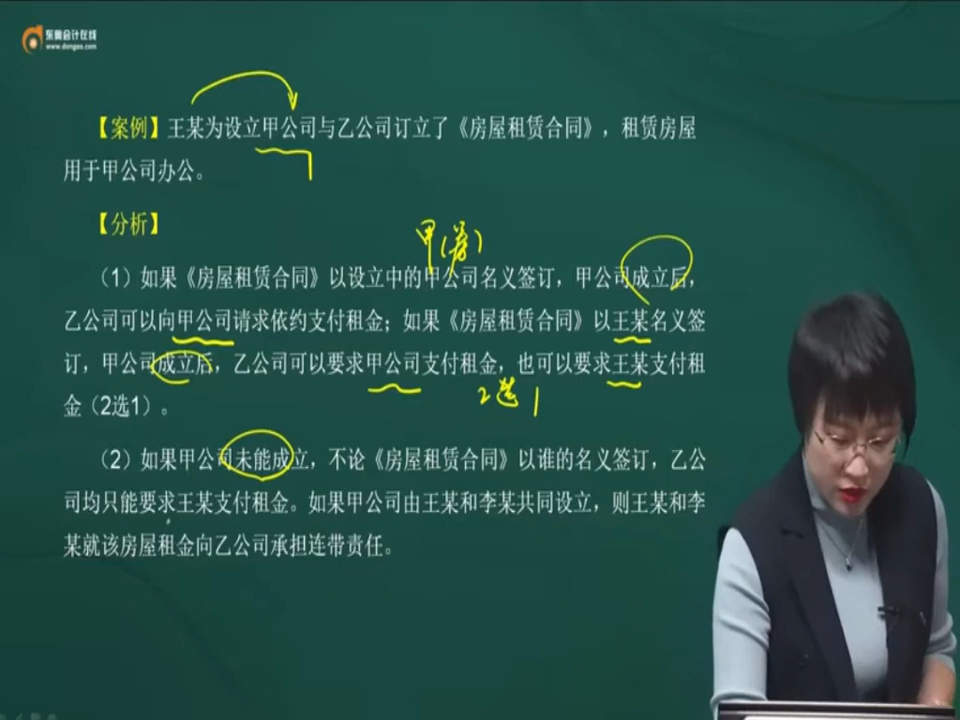 东奥会计在线
www.dongao.com
【案例】王某为设立甲公司与乙公司订立了《房屋租赁合同》，租赁房屋
用于甲公司办公。
【分析】
甲(筹)
（1）如果《房屋租赁合同》以设立中的甲公司名义签订，甲公司成立后，
乙公司可以向甲公司请求依约支付租金；如果《房屋租赁合同》以王某名义签
订，甲公司成立后，乙公司可以要求甲公司支付租金，也可以要求王某支付租
金（2选1）。
2选1
（2）如果甲公司未能成立，不论《房屋租赁合同》以谁的名义签订，乙公
司均只能要求王某支付租金。如果甲公司由王某和李某共同设立，则王某和李
某就该房屋租金向乙公司承担连带责任。